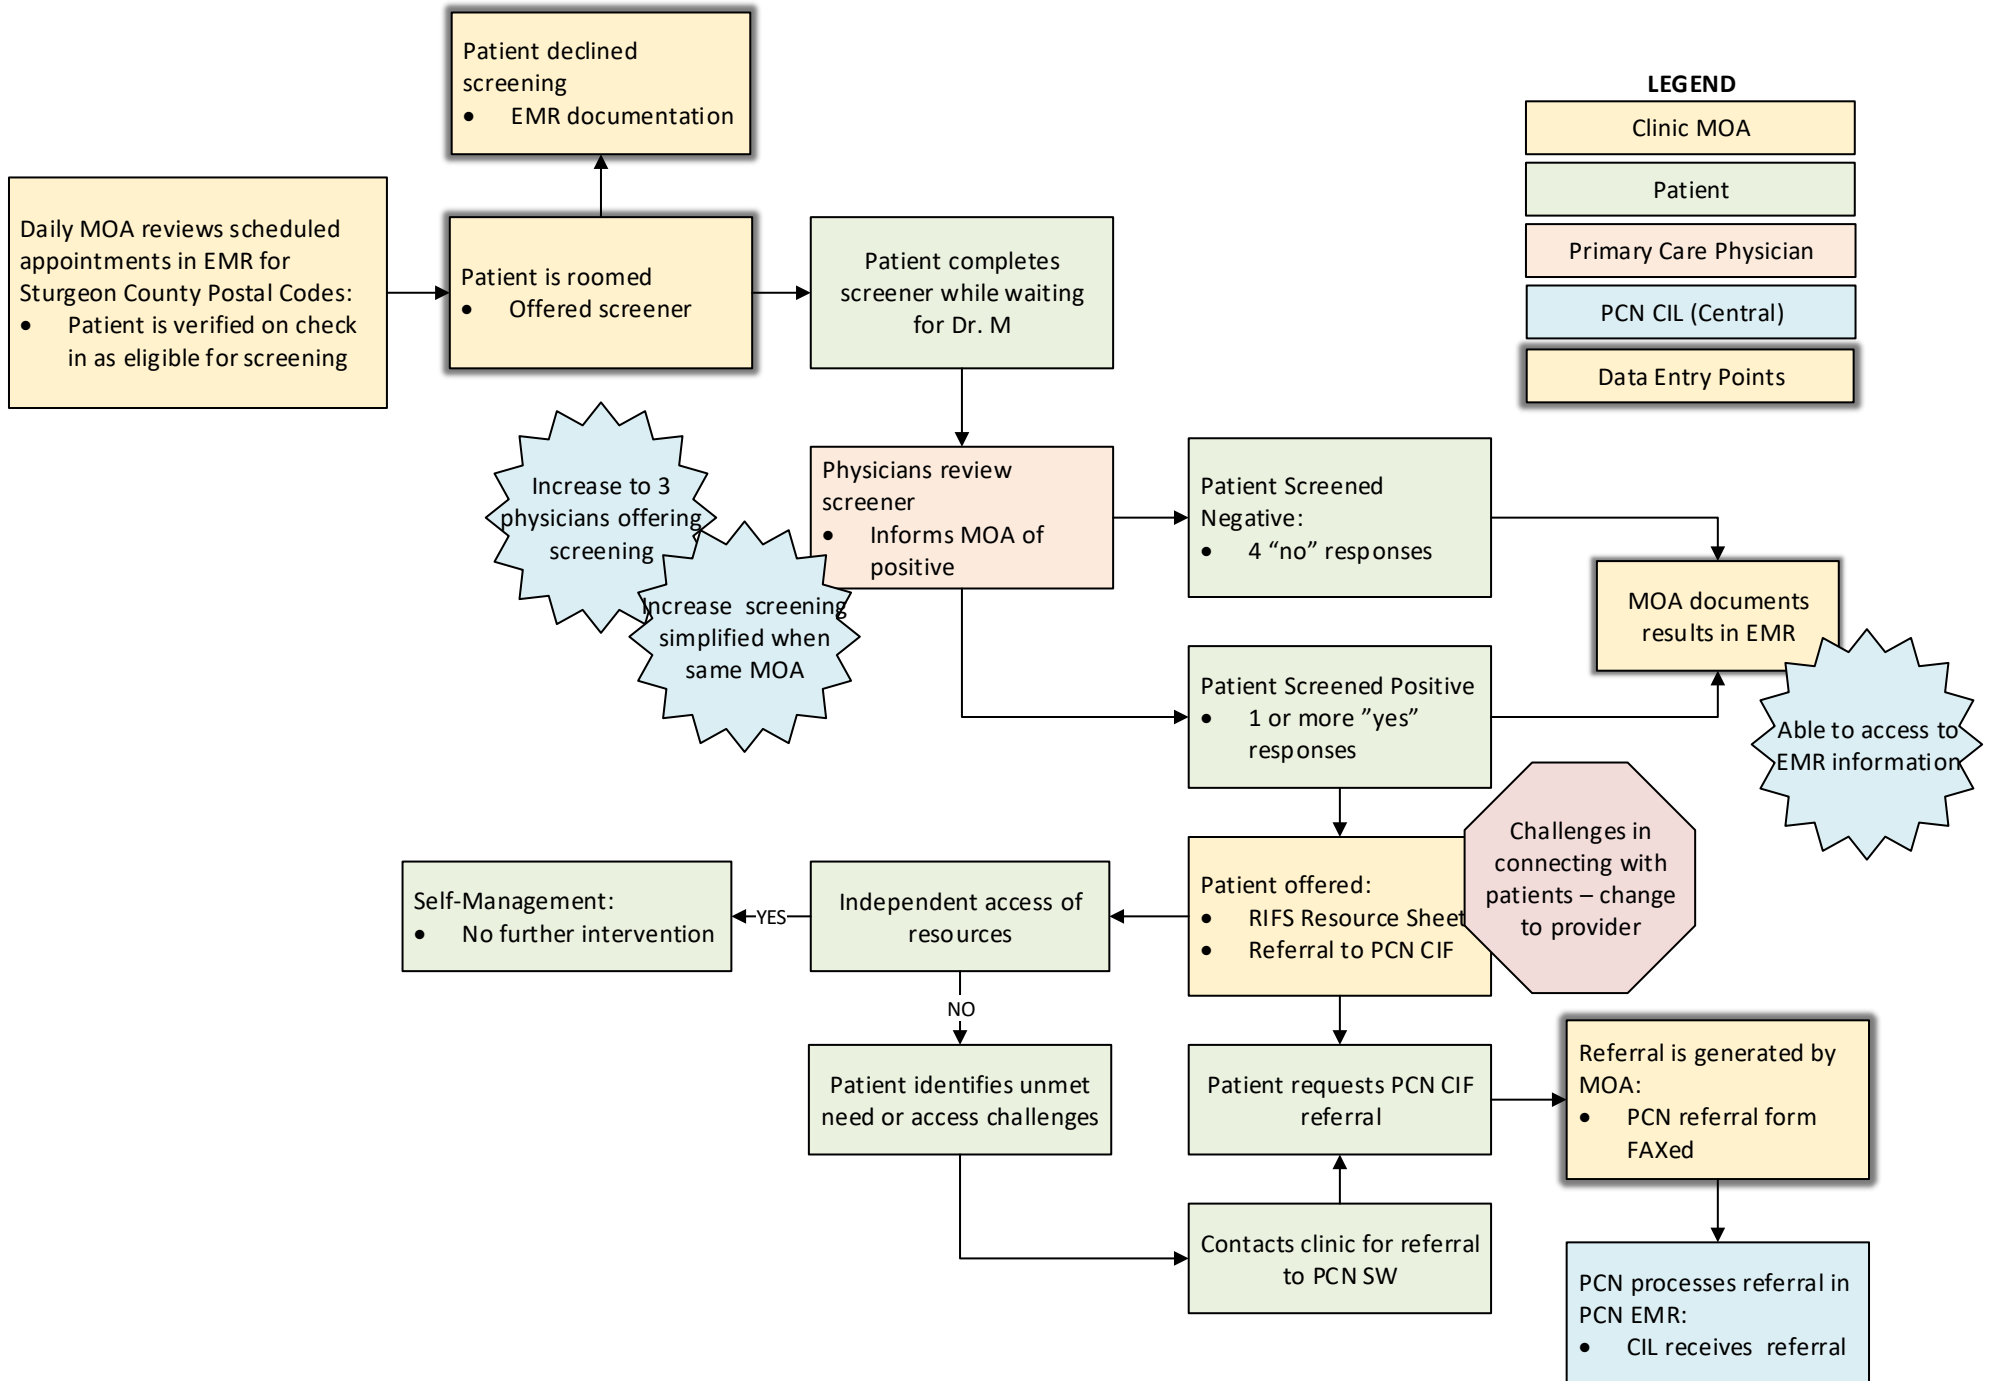 Patient declined
screening
• EMR documentation
LEGEND
Clinic MOA
Patient
Primary Care Physician
PCN CIL (Central)
Data Entry Points
Daily MOA reviews scheduled
appointments in EMR for
Sturgeon County Postal Codes:
• Patient is verified on check
in as eligible for screening
Patient is roomed
• Offered screener
Patient completes
screener while waiting
for Dr. M
Increase to 3
physicians offering
screening
Increase screening
simplified when
same MOA
Physicians review
screener
• Informs MOA of
positive
Patient Screened
Negative:
• 4 “no” responses
MOA documents
results in EMR
Able to access to
EMR information
Patient Screened Positive
• 1 or more ”yes”
responses
Challenges in
connecting with
patients – change
to provider
Patient offered:
• RIFS Resource Sheet
• Referral to PCN CIF
Independent access of
resources
YES
Self-Management:
• No further intervention
NO
Patient identifies unmet
need or access challenges
Patient requests PCN CIF
referral
Referral is generated by
MOA:
• PCN referral form
FAXed
Contacts clinic for referral
to PCN SW
PCN processes referral in
PCN EMR:
• CIL receives referral